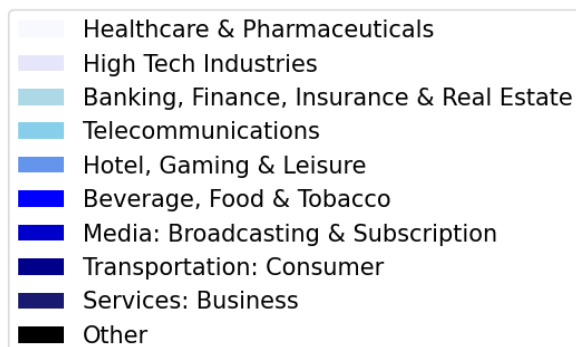 Healthcare & Pharmaceuticals
High Tech Industries
Banking, Finance, Insurance & Real Estate
Telecommunications
Hotel, Gaming & Leisure
Beverage, Food & Tobacco
Media: Broadcasting & Subscription
Transportation: Consumer
Services: Business
Other